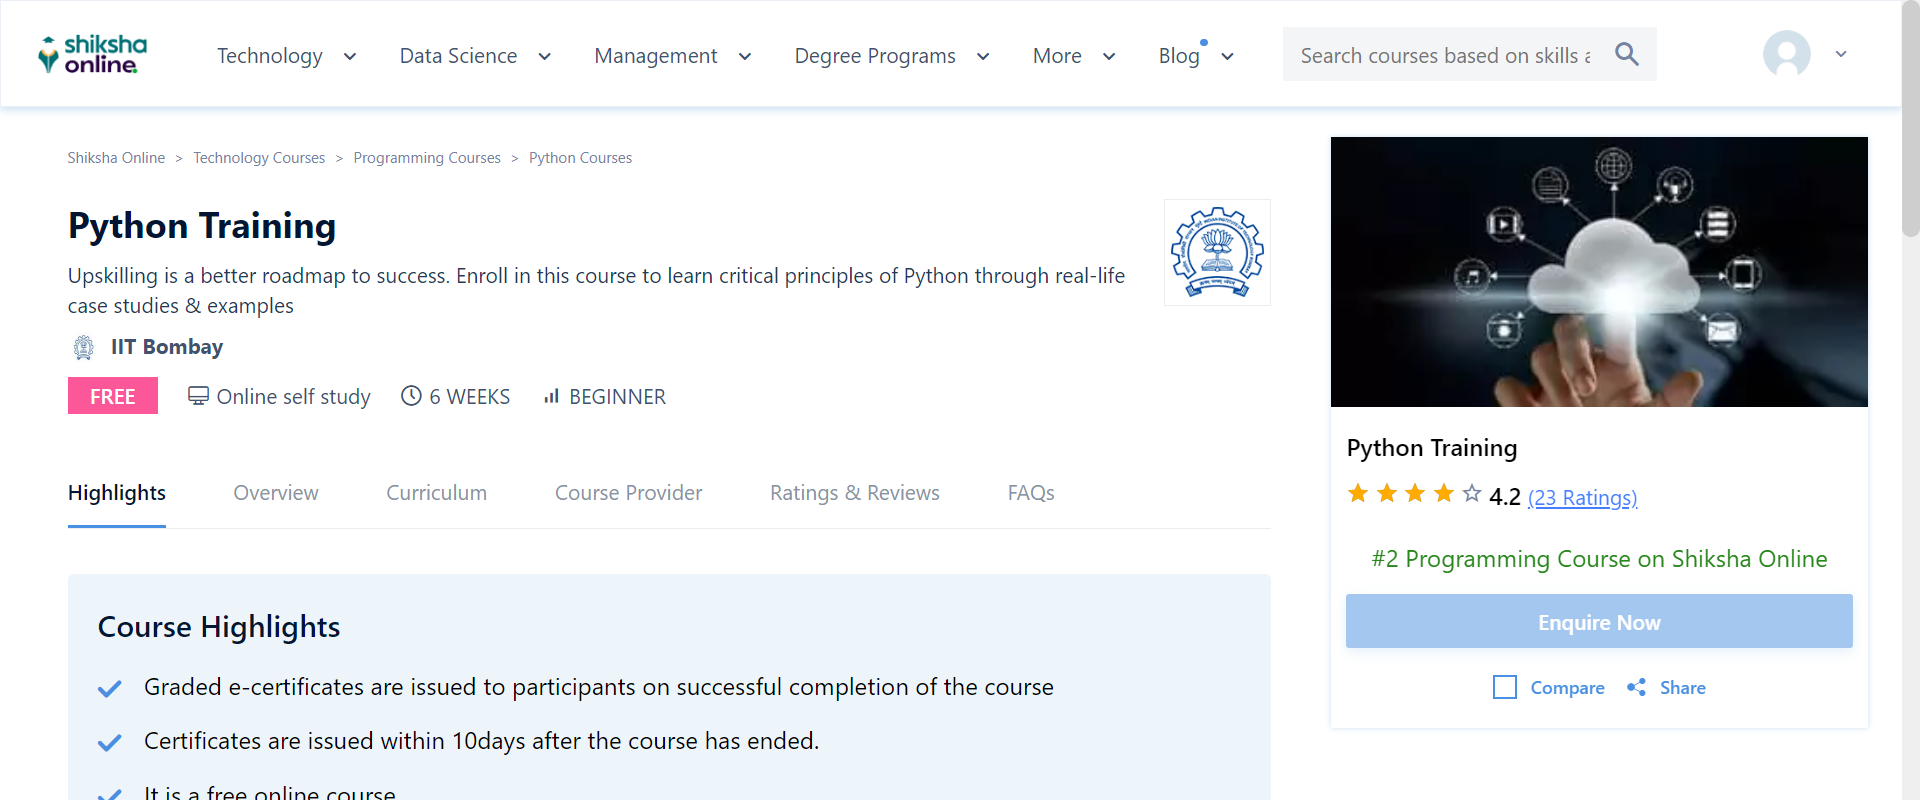 shiksha
online
Technology
Data Science
Management
Degree Programs
More
Blog
Search courses based on skills a
Shiksha Online > Technology Courses > Programming Courses > Python Courses
Python Training
Upskilling is a better roadmap to success. Enroll in this course to learn critical principles of Python through real-life
case studies & examples
IIT Bombay
FREE
Online self study
6 WEEKS
BEGINNER
Highlights
Overview
Curriculum
Course Provider
Ratings & Reviews
FAQs
Course Highlights
Graded e-certificates are issued to participants on successful completion of the course
Certificates are issued within 10days after the course has ended.
It is a free online course
Python Training
4.2 (23 Ratings)
#2 Programming Course on Shiksha Online
Enquire Now
Compare
Share